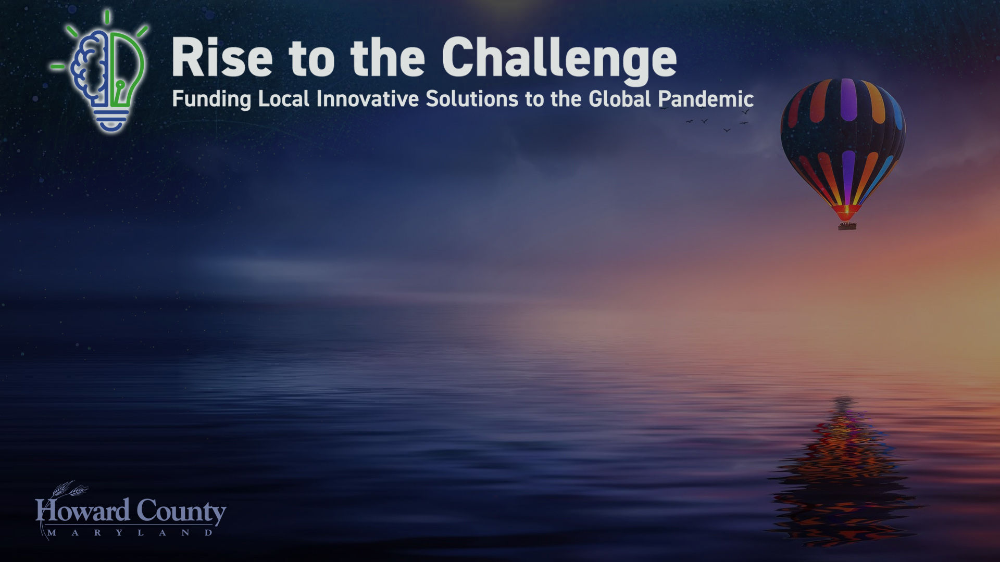 Rise to the Challenge
Funding Local Innovative Solutions to the Global Pandemic
Howard County
MARYLAND